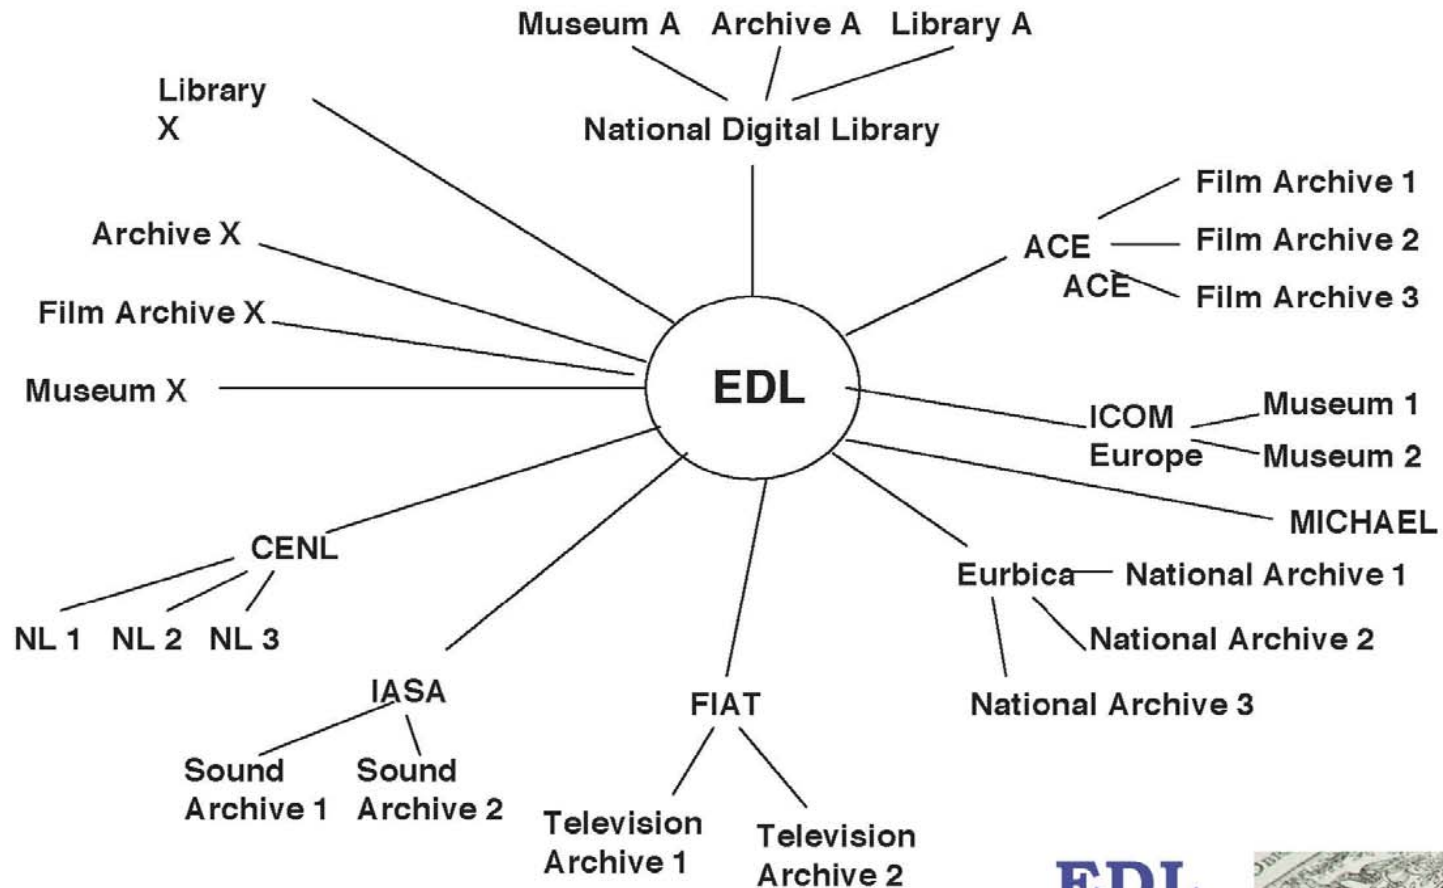 Museum A Archive A Library A
Library
X
National Digital Library
Film Archive 1
Archive X
ACE
Film Archive 2
ACE
Film Archive 3
Film Archive X
EDL
Museum X
ICOM
Europe
Museum 1
Museum 2
MICHAEL
CENL
Eurbica
National Archive 1
NL 1 NL 2 NL 3
National Archive 2
IASA
FIAT
National Archive 3
Sound
Archive 1
Sound
Archive 2
Television
Archive 1
Television
Archive 2
EDL